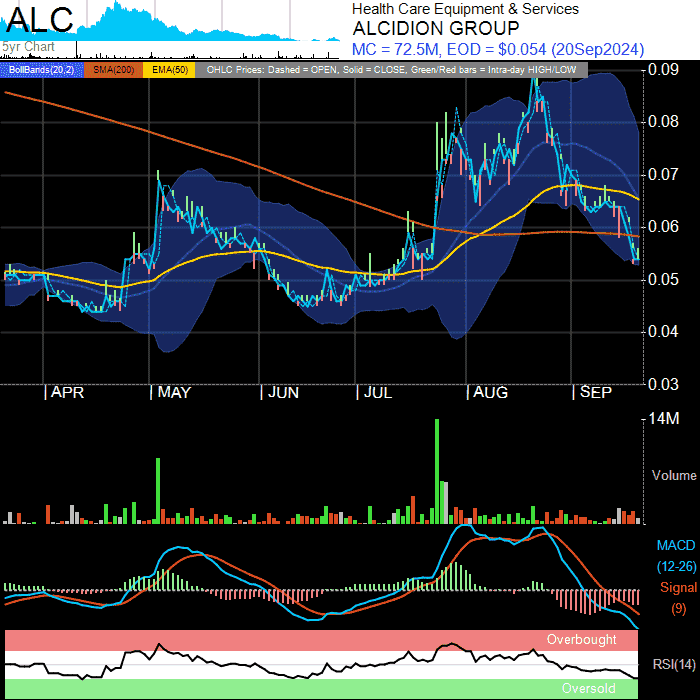 ALC
5yr Chart
Health Care Equipment & Services
ALCIDION GROUP
MC = 72.5M, EOD = $0.054 (20Sep2024)
BollBands(20,2) SMA(200) EMA(50) OHLC Prices: Dashed = OPEN, Solid = CLOSE, Green/Red bars = Intra-day HIGH/LOW
0.09
0.08
0.07
0.06
0.05
0.04
0.03
APR MAY JUN JUL AUG SEP
14M
Volume
MACD
(12-26)
Signal
(9)
Overbought
RSI(14)
Oversold